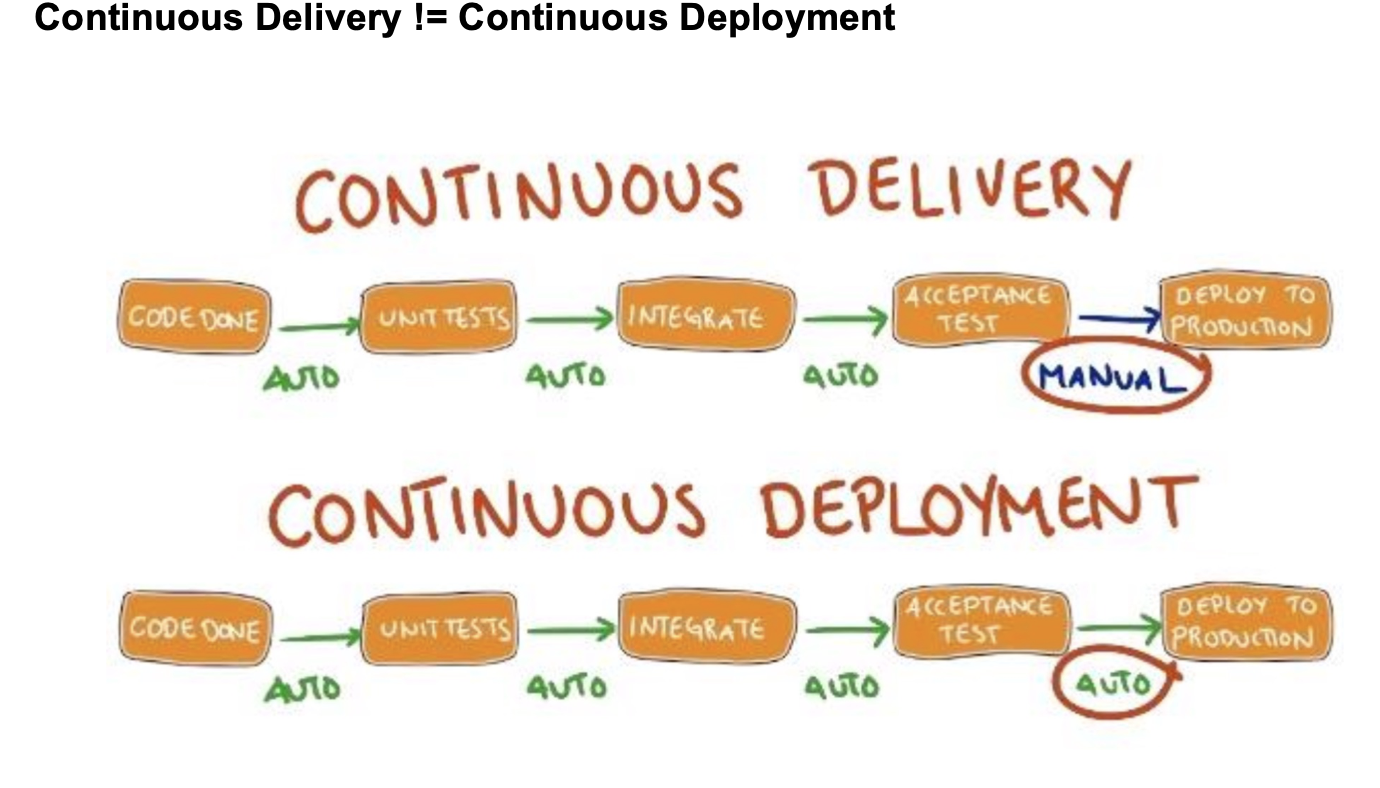 Continuous Delivery != Continuous Deployment
CONTINUOUS DELIVERY
CODE DONE
UNIT TESTS
INTEGRATE
ACCEPTANCE
TEST
DEPLOY TO
PRODUCTION
AUTO
AUTO
AUTO
MANUAL
CONTINUOUS DEPLOYMENT
CODE DONE
UNIT TESTS
INTEGRATE
ACCEPTANCE
TEST
DEPLOY TO
PRODUCTION
AUTO
AUTO
AUTO
AUTO